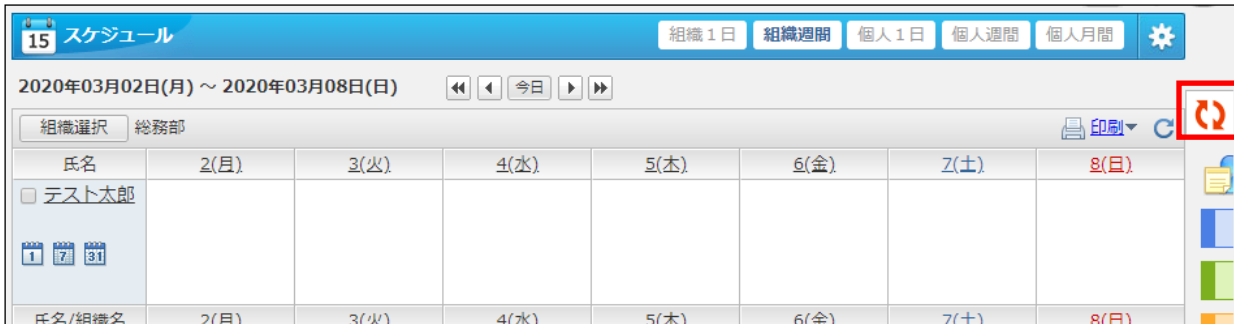 15 スケジュール 組織１日 組織週間 個人１日 個人週間 個人月間
2020年03月02日(月) ～ 2020年03月08日(日) 今日
組織選択 総務部 印刷
氏名 2(月) 3(火) 4(水) 5(木) 6(金) 7(土) 8(日)
テスト太郎
1 7 31
氏名/組織名 2(月) 3(火) 4(水) 5(木) 6(金) 7(土) 8(日)